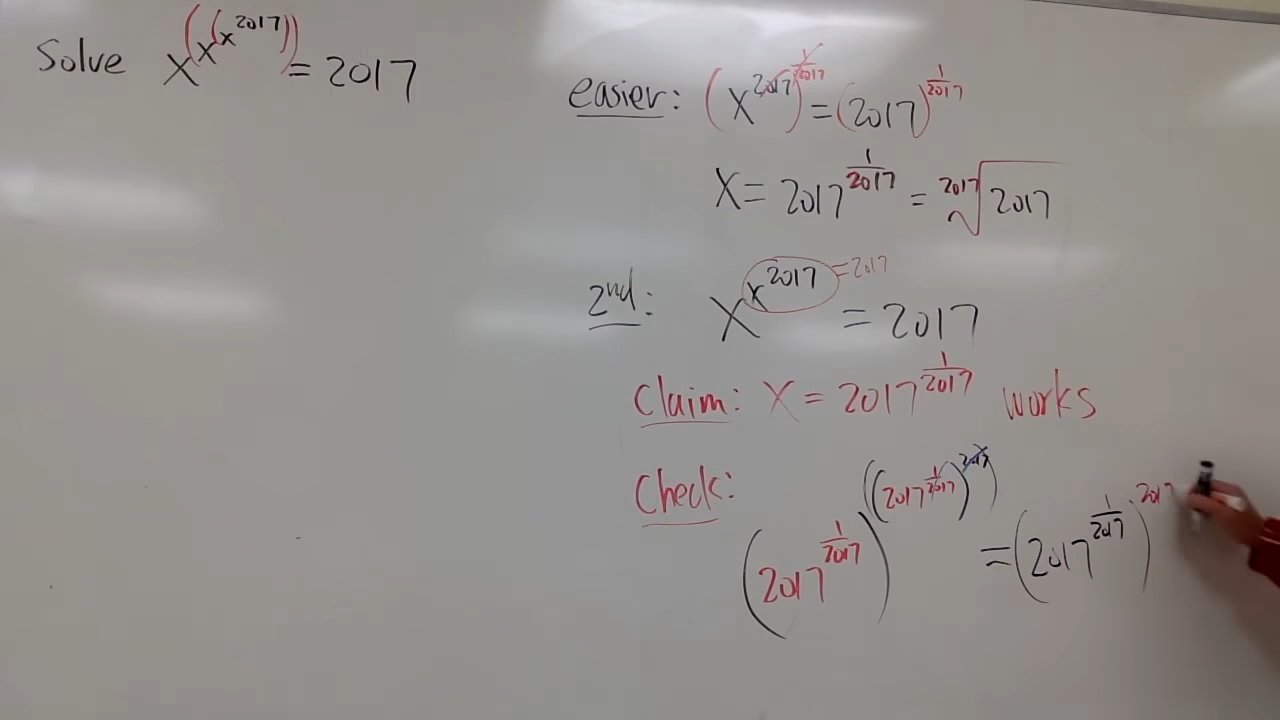 Solve x^(x^(x^2017)) = 2017
easier: (x^2017)^(1/2017) = (2017)^(1/2017)
x = 2017^(1/2017) = ²⁰¹⁷√2017
2nd: x^(x^2017) = 2017
=2017
Claim: x = 2017^(1/2017) works
Check:
(2017^(1/2017))^((2017^(1/2017))^2017) = (2017^(1/2017))^2017